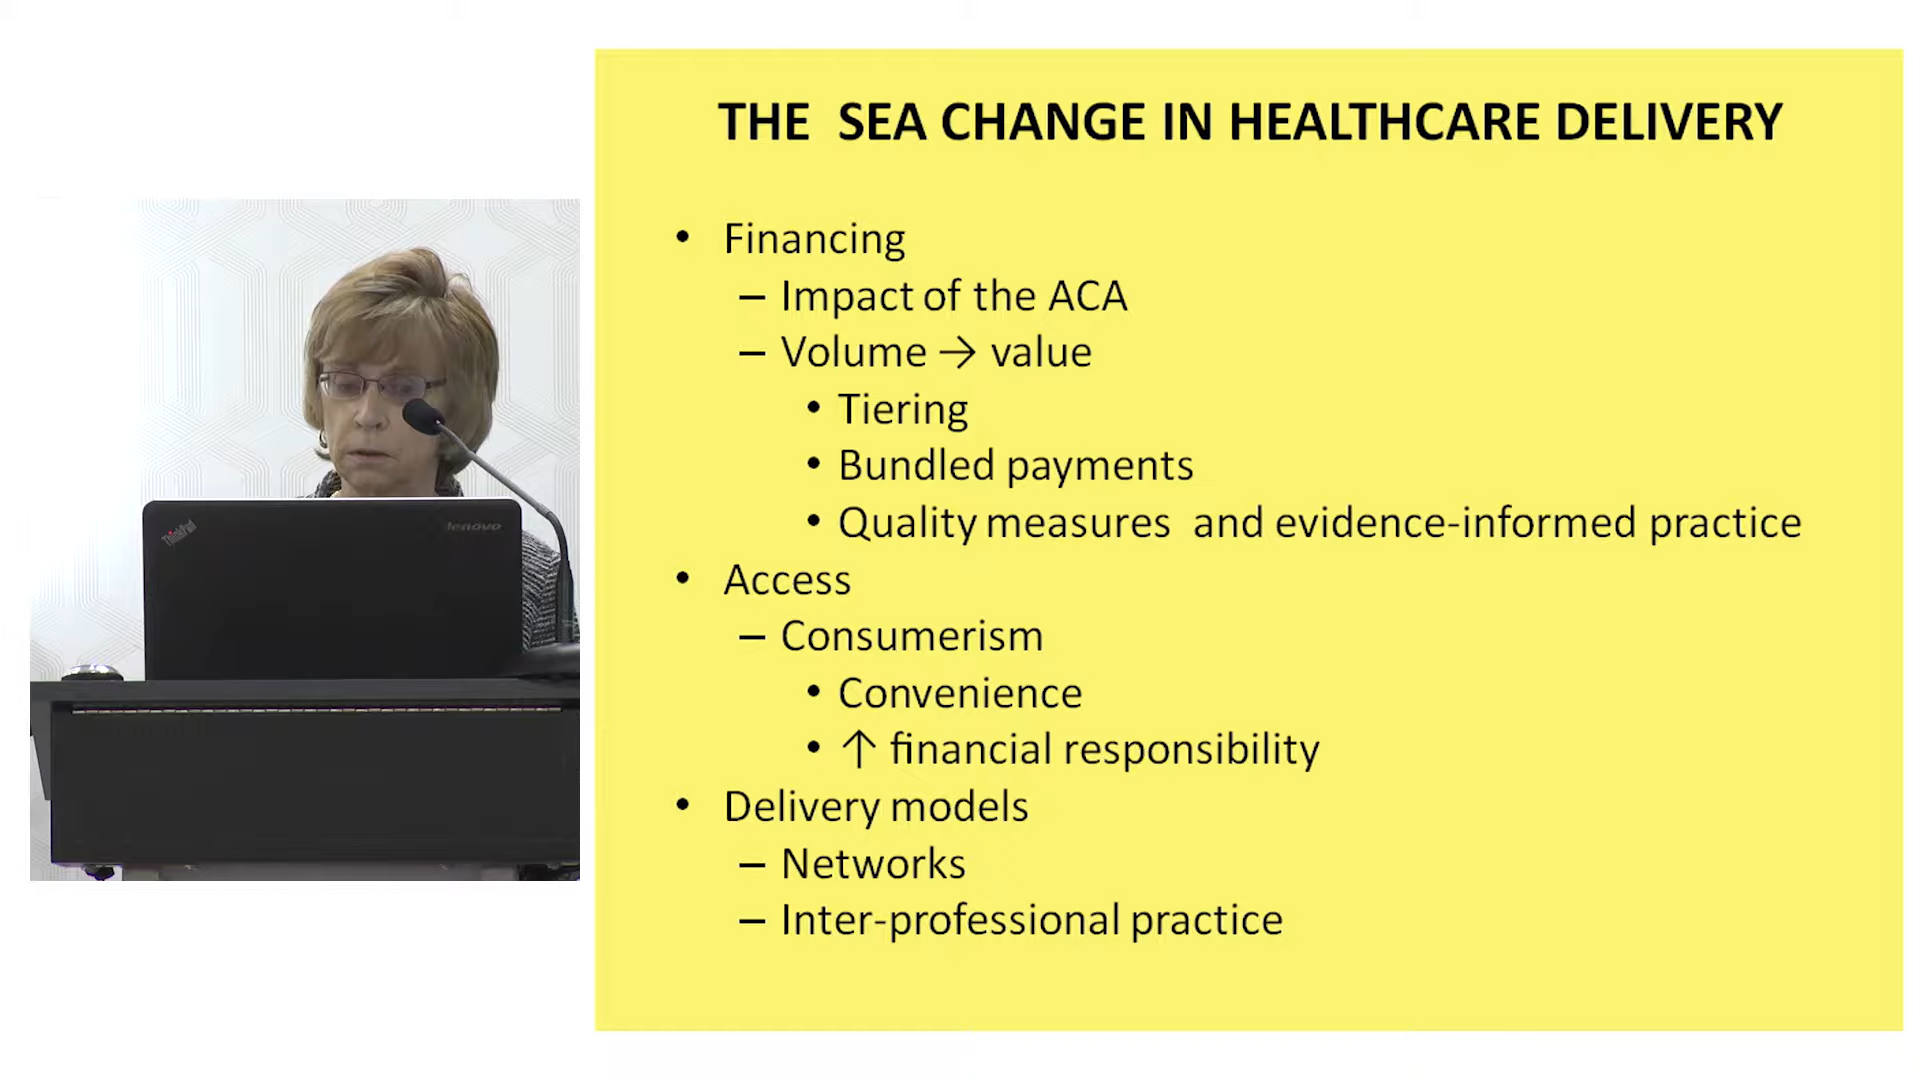 THE SEA CHANGE IN HEALTHCARE DELIVERY
• Financing
– Impact of the ACA
– Volume → value
• Tiering
• Bundled payments
• Quality measures and evidence-informed practice
• Access
– Consumerism
• Convenience
• ↑ financial responsibility
• Delivery models
– Networks
– Inter-professional practice
ThinkPad
lenovo